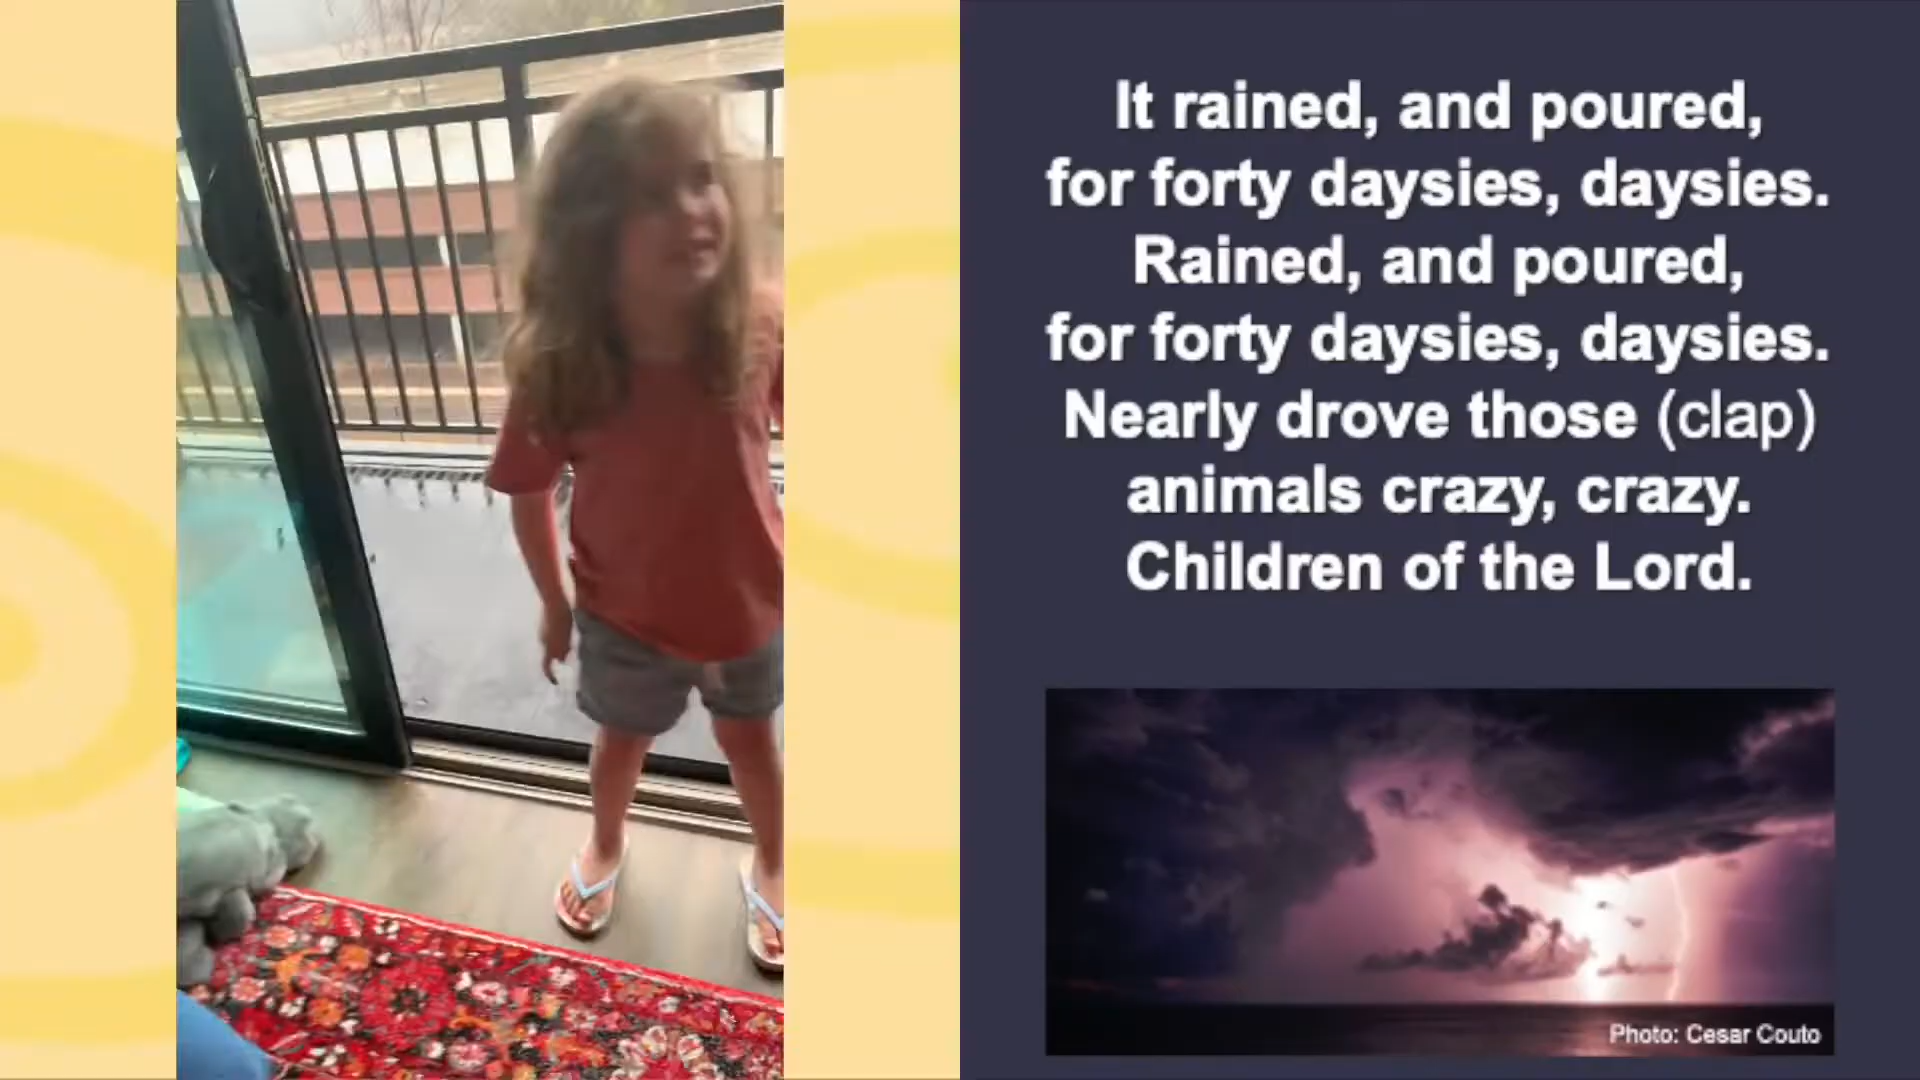 It rained, and poured,
for forty daysies, daysies.
Rained, and poured,
for forty daysies, daysies.
Nearly drove those (clap)
animals crazy, crazy.
Children of the Lord.
Photo: Cesar Couto